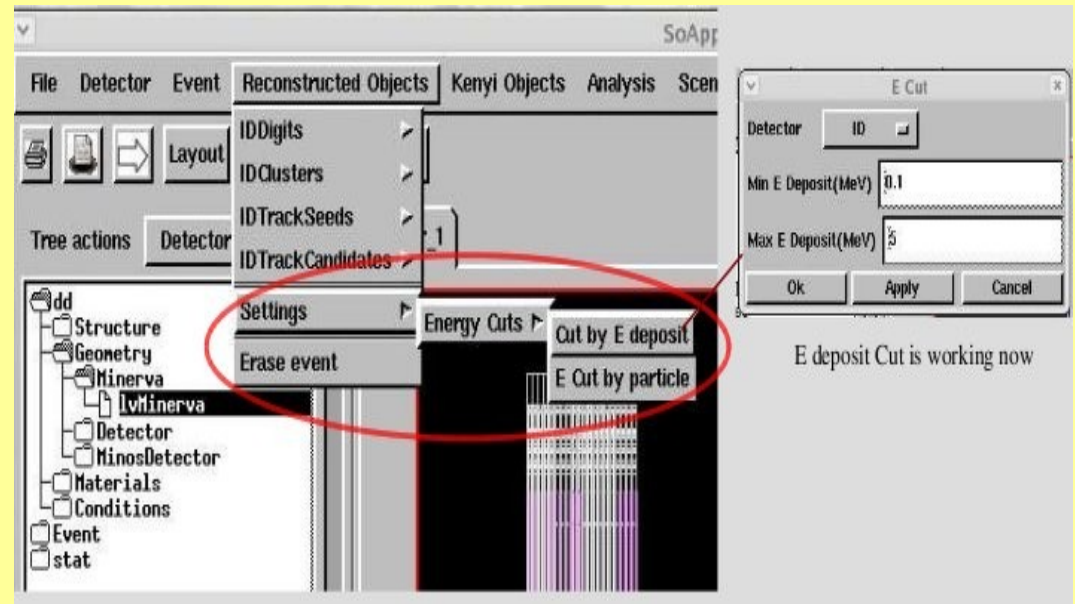 SoApp
File Detector Event Reconstructed Objects Kenyi Objects Analysis Scen
IDDigits
IDClusters
IDTrackSeeds
IDTrackCandidates
Settings
Erase event
Layout
Tree actions Detector
_1
Energy Cuts
Cut by E deposit
E Cut by particle
dd
Structure
Geometry
Minerva
lvMinerva
Detector
MinosDetector
Materials
Conditions
Event
stat
E Cut
Detector ID
Min E Deposit(MeV) 0.1
Max E Deposit(MeV) 5
Ok Apply Cancel
E deposit Cut is working now